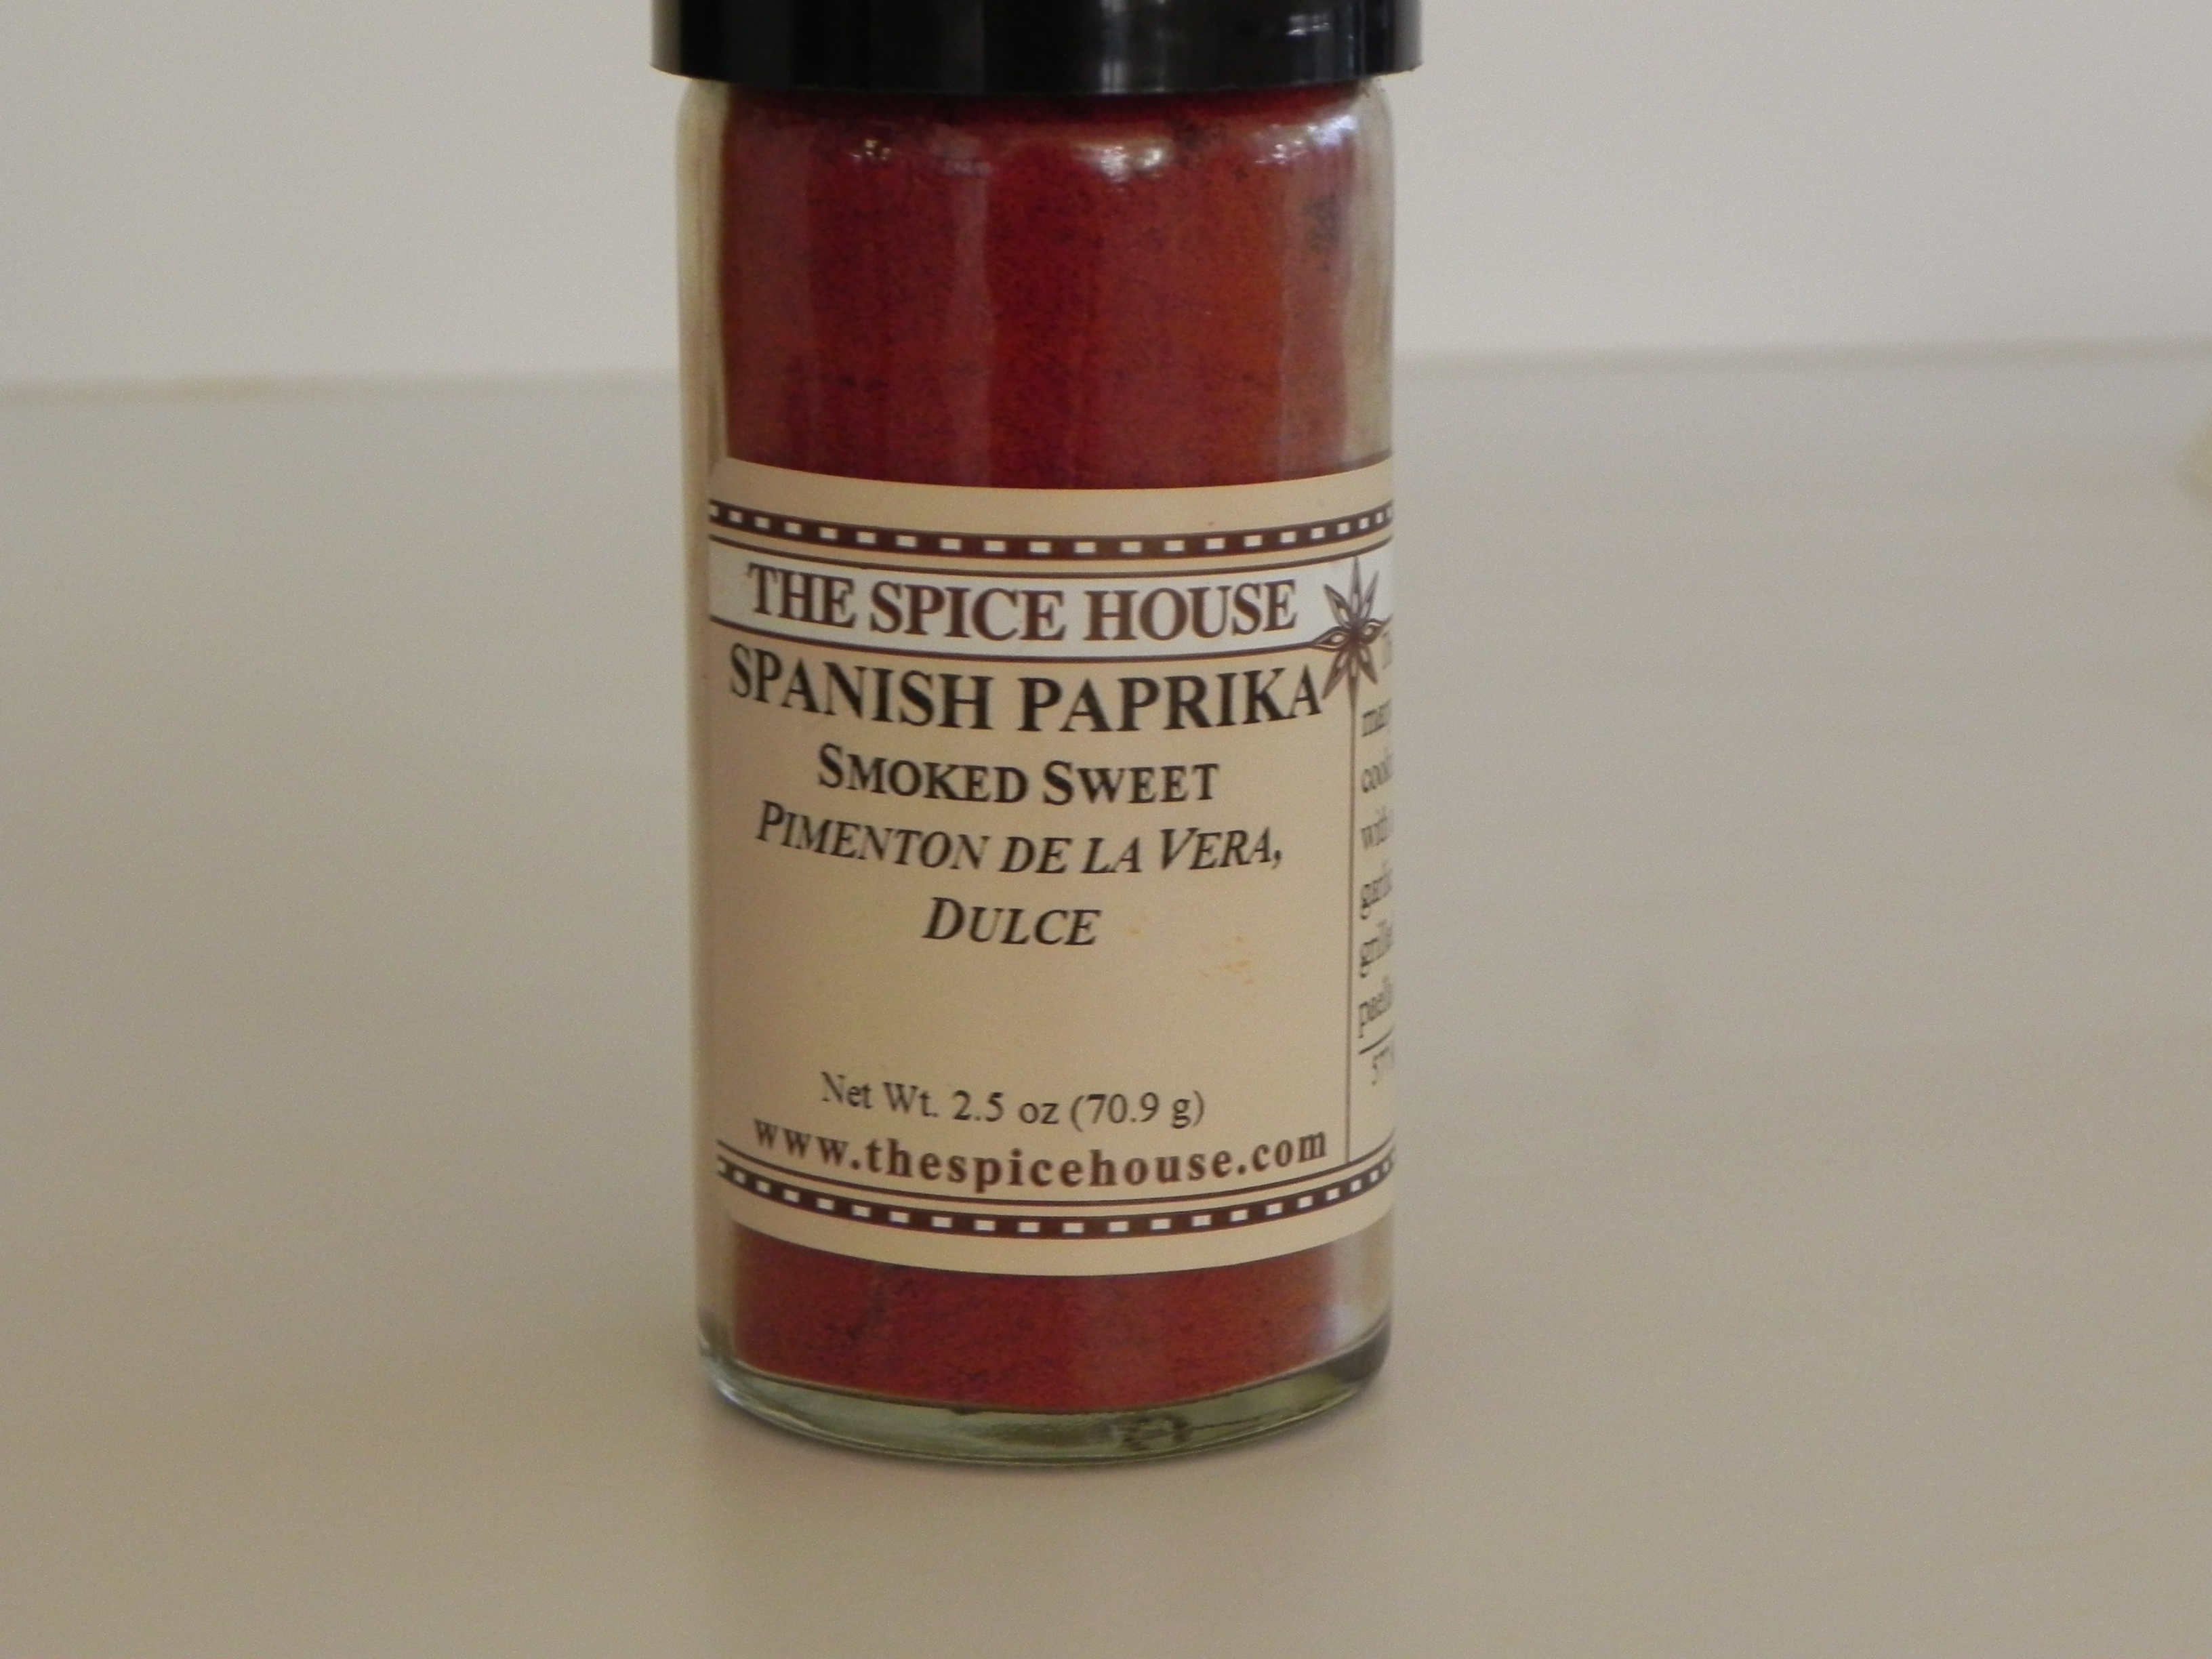 THE SPICE HOUSE
SPANISH PAPRIKA
SMOKED SWEET
PIMENTON DE LA VERA,
DULCE
Net Wt. 2.5 oz (70.9 g)
www.thespicehouse.com